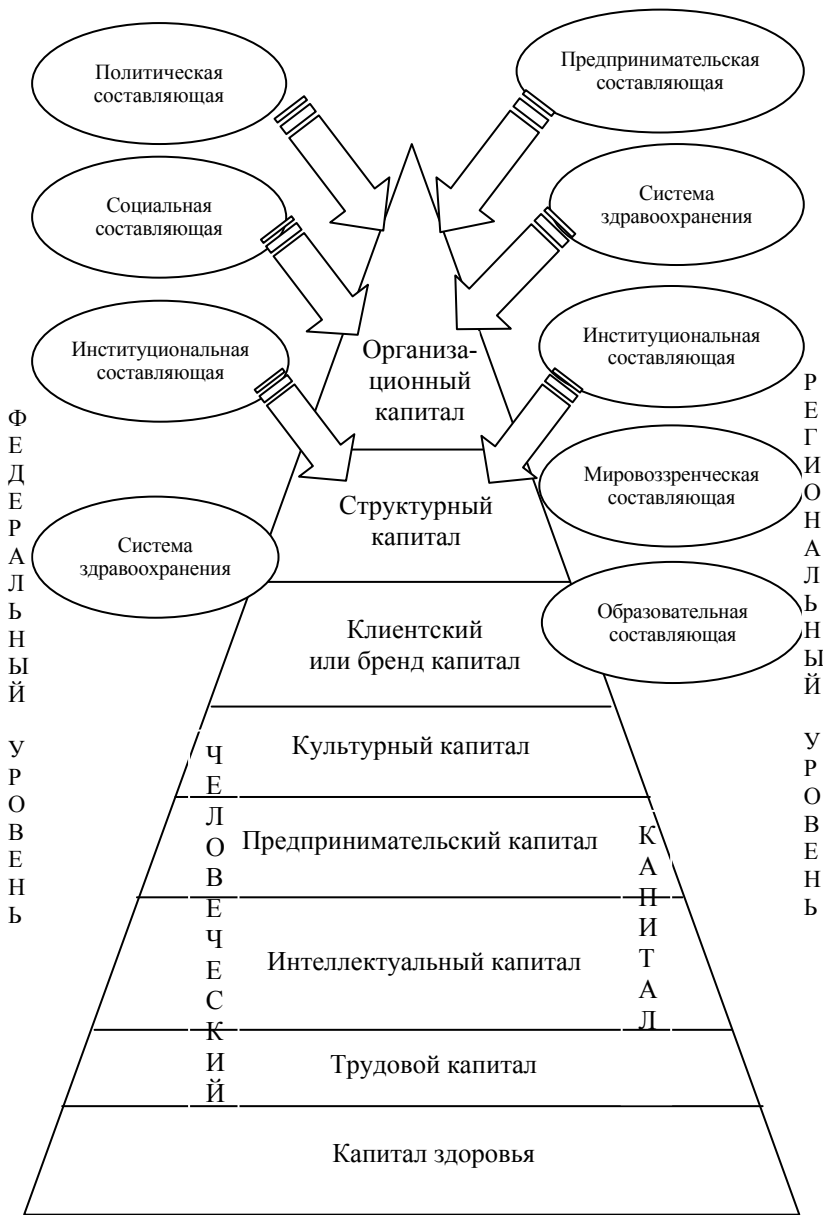 Политическая
составляющая
Предпринимательская
составляющая
Социальная
составляющая
Система
здравоохранения
Институциональная
составляющая
Институциональная
составляющая
Организа-
ционный
капитал
Мировоззренческая
составляющая
Структурный
капитал
Система
здравоохранения
Образовательная
составляющая
Клиентский
или бренд капитал
Культурный капитал
Предпринимательский капитал
Интеллектуальный капитал
Трудовой капитал
Капитал здоровья
ФЕДЕРАЛЬНЫЙ УРОВЕНЬ
ЧЕЛОВЕЧЕСКИЙ
КАПИТАЛ
РЕГИОНАЛЬНЫЙ УРОВЕНЬ